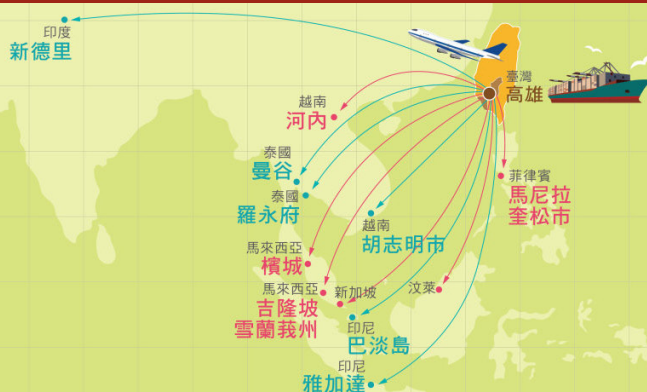 印度
新德里
臺灣
高雄
越南
河內
泰國
曼谷
泰國
羅永府
菲律賓
馬尼拉
奎松市
越南
胡志明市
馬來西亞
檳城
馬來西亞
吉隆坡
雪蘭莪州
新加坡
汶萊
印尼
巴淡島
印尼
雅加達